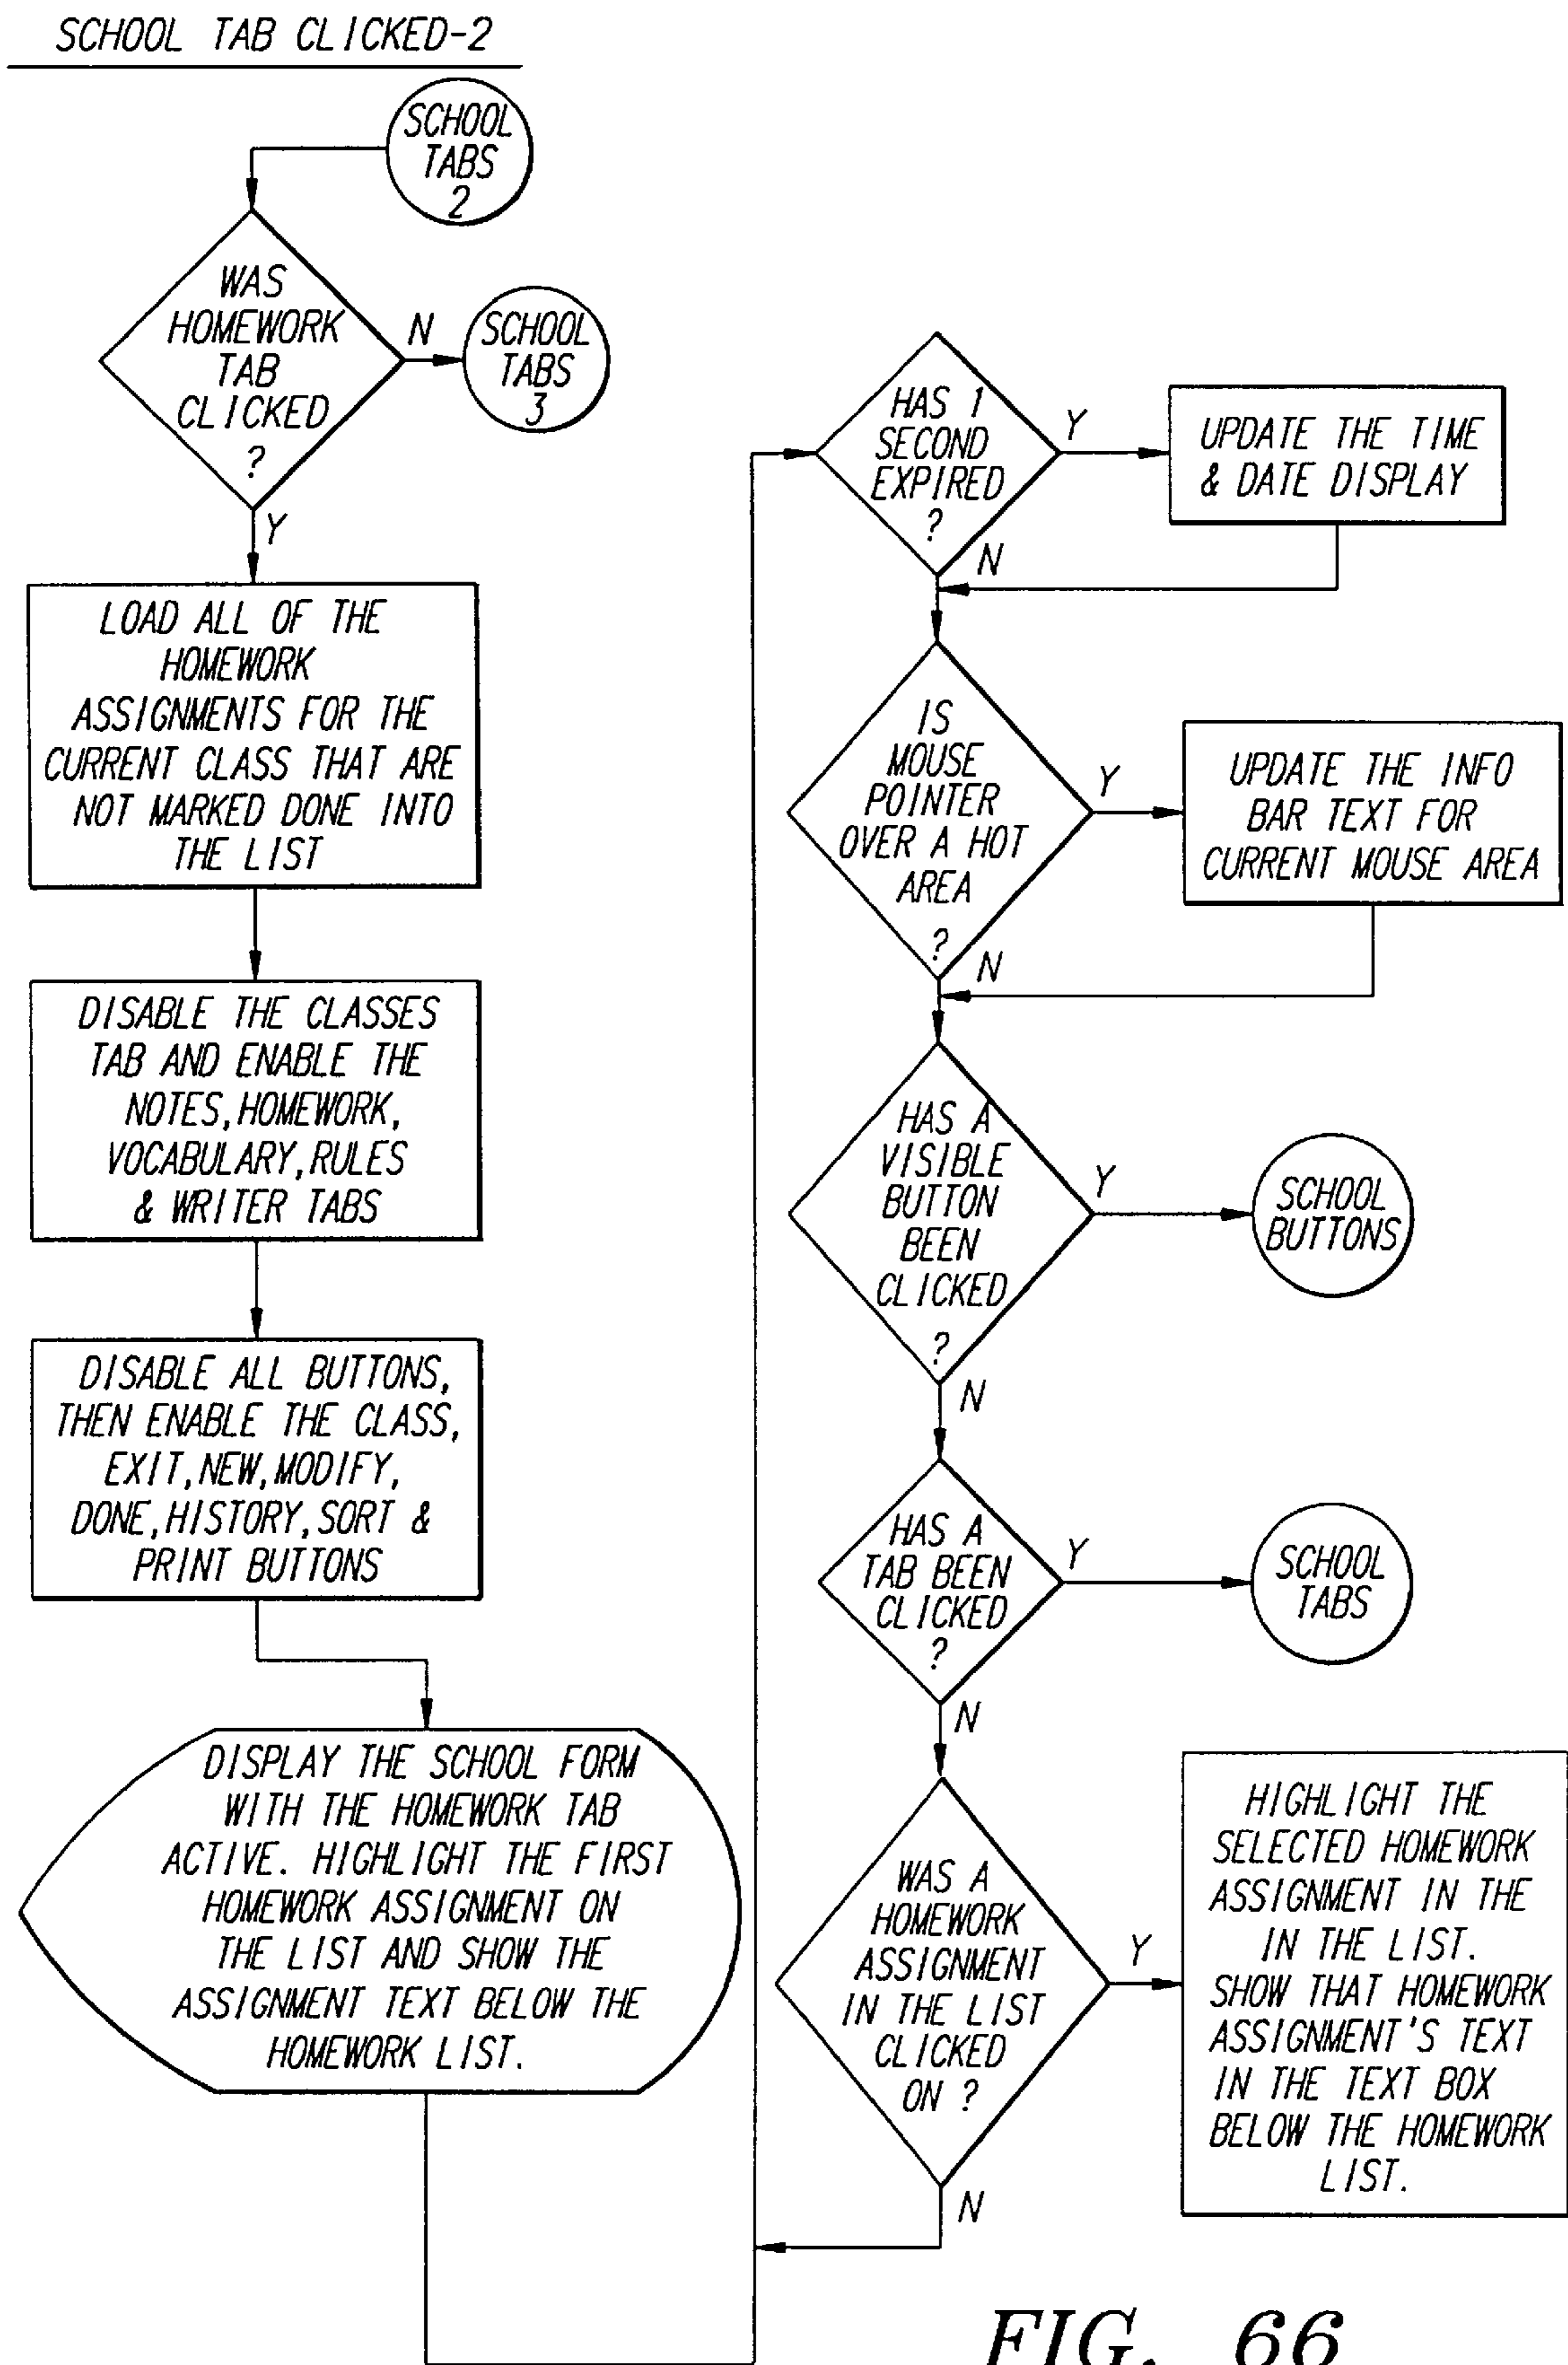 SCHOOL TAB CLICKED-2
SCHOOL
TABS
2
WAS
HOMEWORK
TAB
CLICKED
?
N
SCHOOL
TABS
3
Y
LOAD ALL OF THE
HOMEWORK
ASSIGNMENTS FOR THE
CURRENT CLASS THAT ARE
NOT MARKED DONE INTO
THE LIST
DISABLE THE CLASSES
TAB AND ENABLE THE
NOTES, HOMEWORK,
VOCABULARY, RULES
& WRITER TABS
DISABLE ALL BUTTONS,
THEN ENABLE THE CLASS,
EXIT, NEW, MODIFY,
DONE, HISTORY, SORT &
PRINT BUTTONS
DISPLAY THE SCHOOL FORM
WITH THE HOMEWORK TAB
ACTIVE. HIGHLIGHT THE FIRST
HOMEWORK ASSIGNMENT ON
THE LIST AND SHOW THE
ASSIGNMENT TEXT BELOW THE
HOMEWORK LIST.
HAS 1
SECOND
EXPIRED
?
Y
UPDATE THE TIME
& DATE DISPLAY
N
IS
MOUSE
POINTER
OVER A HOT
AREA
?
Y
UPDATE THE INFO
BAR TEXT FOR
CURRENT MOUSE AREA
N
HAS A
VISIBLE
BUTTON
BEEN
CLICKED
?
Y
SCHOOL
BUTTONS
N
HAS A
TAB BEEN
CLICKED
?
Y
SCHOOL
TABS
N
WAS A
HOMEWORK
ASSIGNMENT
IN THE LIST
CLICKED
ON ?
Y
HIGHLIGHT THE
SELECTED HOMEWORK
ASSIGNMENT IN THE
IN THE LIST.
SHOW THAT HOMEWORK
ASSIGNMENT'S TEXT
IN THE TEXT BOX
BELOW THE HOMEWORK
LIST.
N
FIG. 66